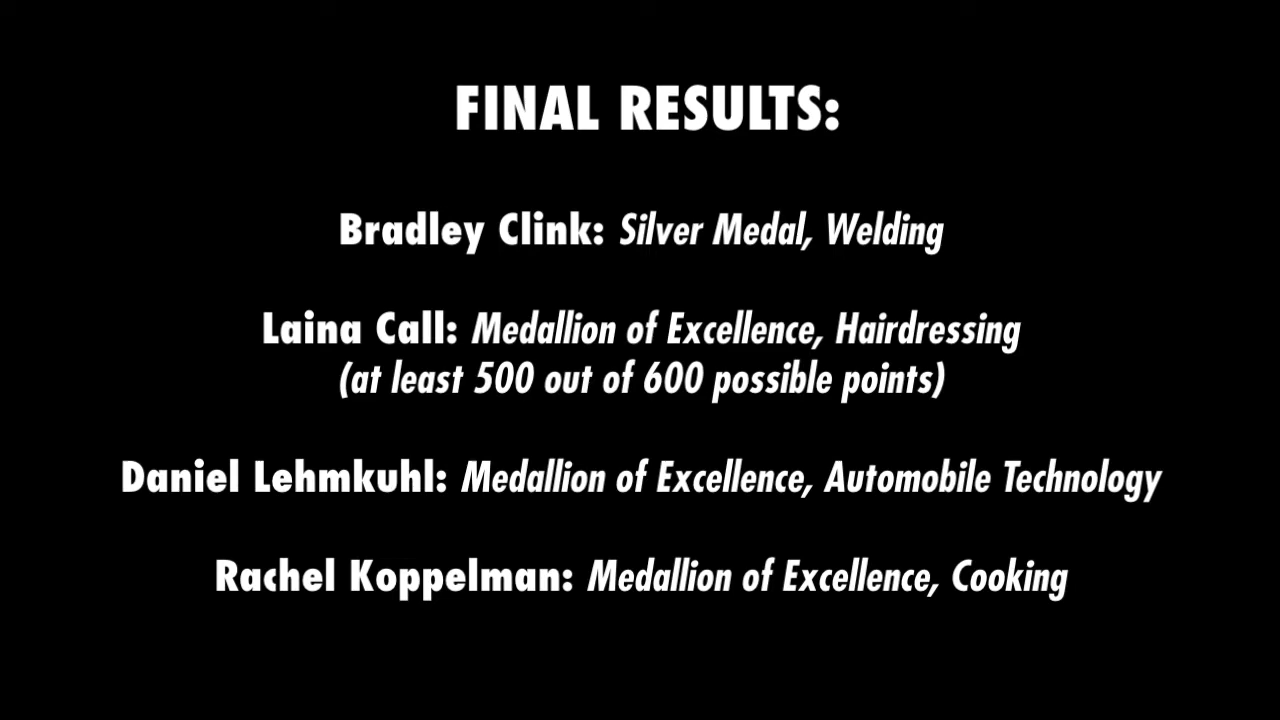 FINAL RESULTS:
Bradley Clink: Silver Medal, Welding
Laina Call: Medallion of Excellence, Hairdressing
(at least 500 out of 600 possible points)
Daniel Lehmkuhl: Medallion of Excellence, Automobile Technology
Rachel Koppelman: Medallion of Excellence, Cooking